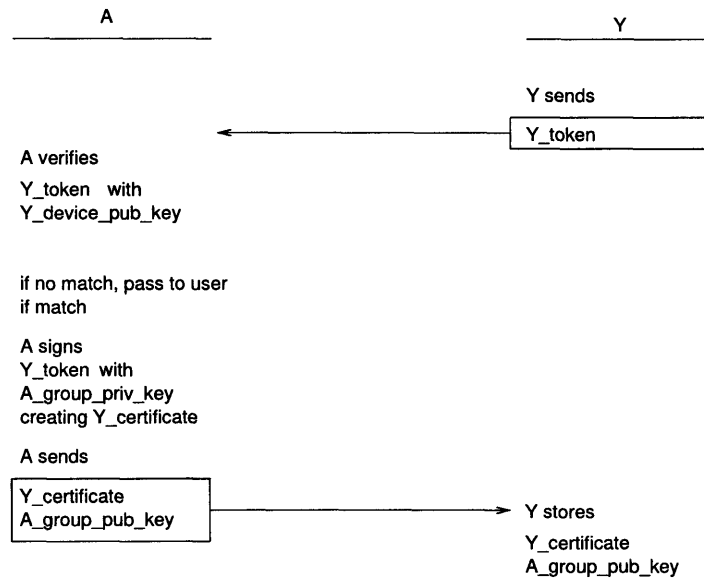 A
Y
Y sends
Y_token
A verifies
Y_token with
Y_device_pub_key
if no match, pass to user
if match
A signs
Y_token with
A_group_priv_key
creating Y_certificate
A sends
Y_certificate
A_group_pub_key
Y stores
Y_certificate
A_group_pub_key